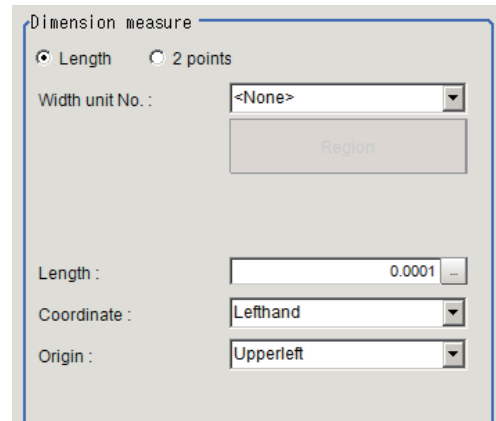 Dimension measure
Length 2 points
Width unit No. : <None>
Region
Length : 0.0001 ...
Coordinate : Lefthand
Origin : Upperleft